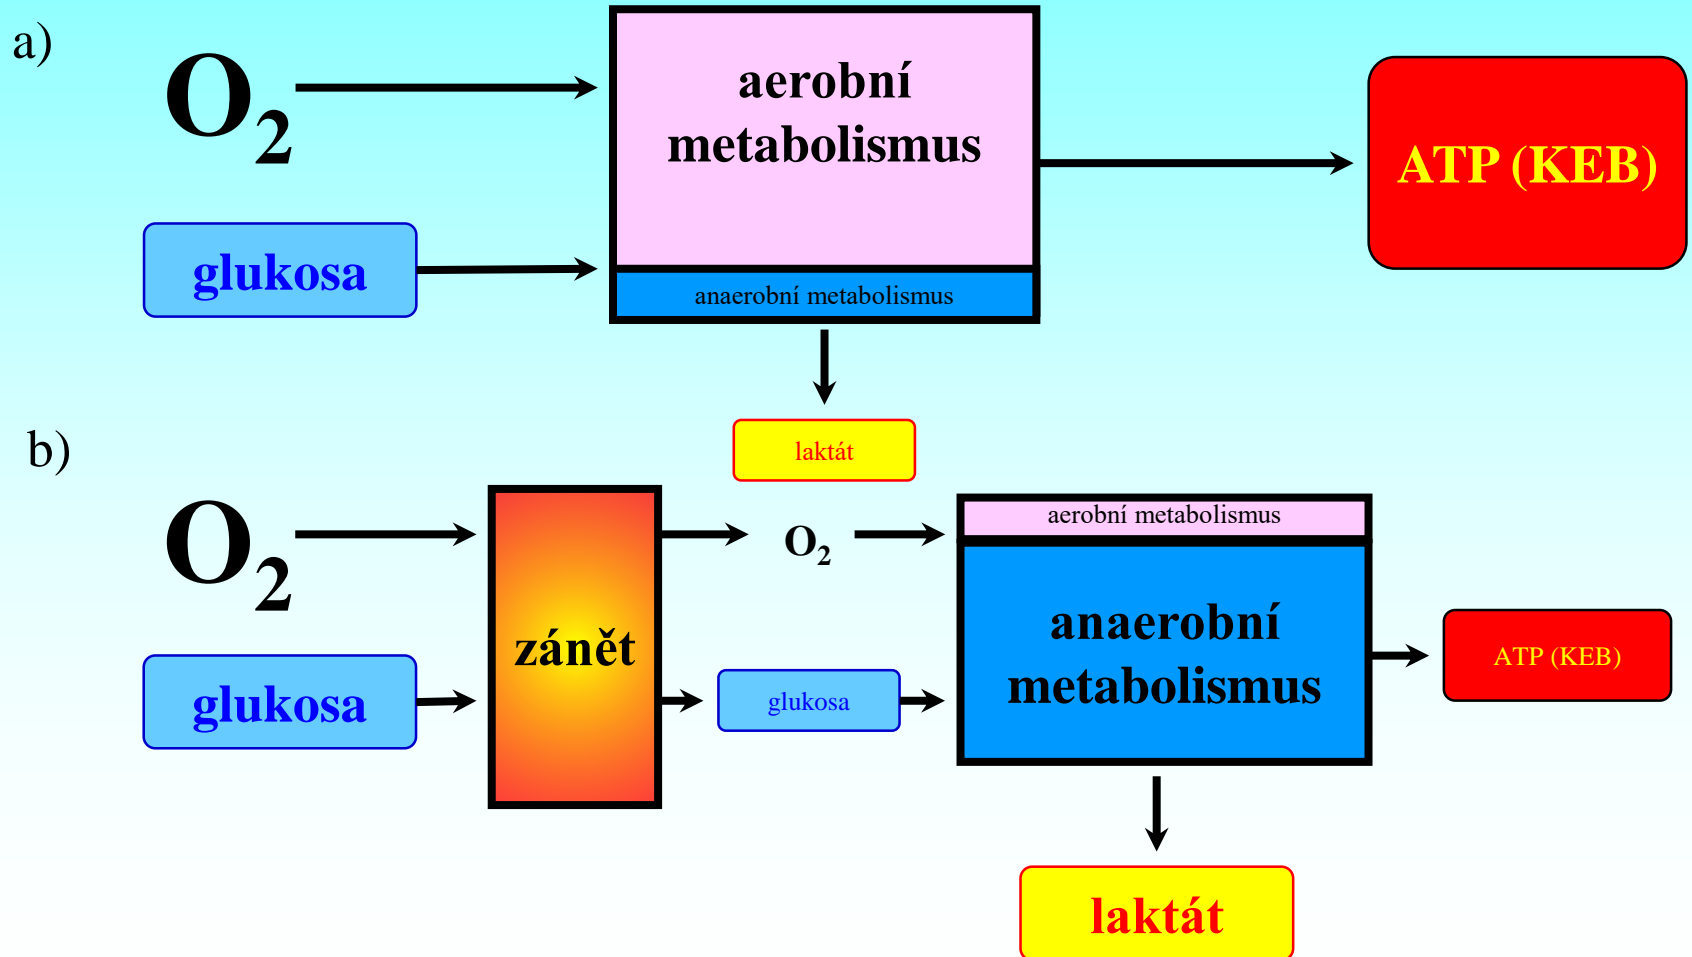 a)
O2
aerobní
metabolismus
ATP (KEB)
glukosa
anaerobní metabolismus
laktát
b)
O2
zánět
O2
aerobní metabolismus
glukosa
glukosa
anaerobní
metabolismus
ATP (KEB)
laktát